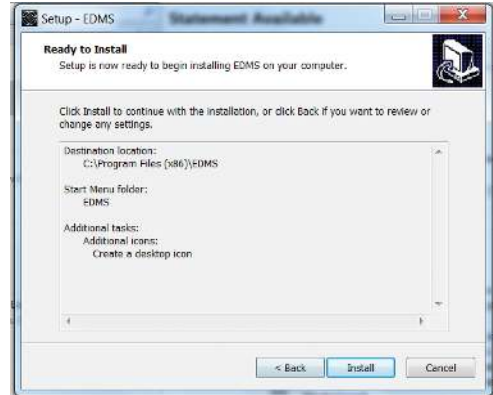 Setup - EDMS
Statement Available
Ready to Install
Setup is now ready to begin installing EDMS on your computer.
Click Install to continue with the installation, or click Back if you want to review or
change any settings.
Destination location:
C:\Program Files (x86)\EDMS
Start Menu folder:
EDMS
Additional tasks:
Additional icons:
Create a desktop icon
< Back
Install
Cancel